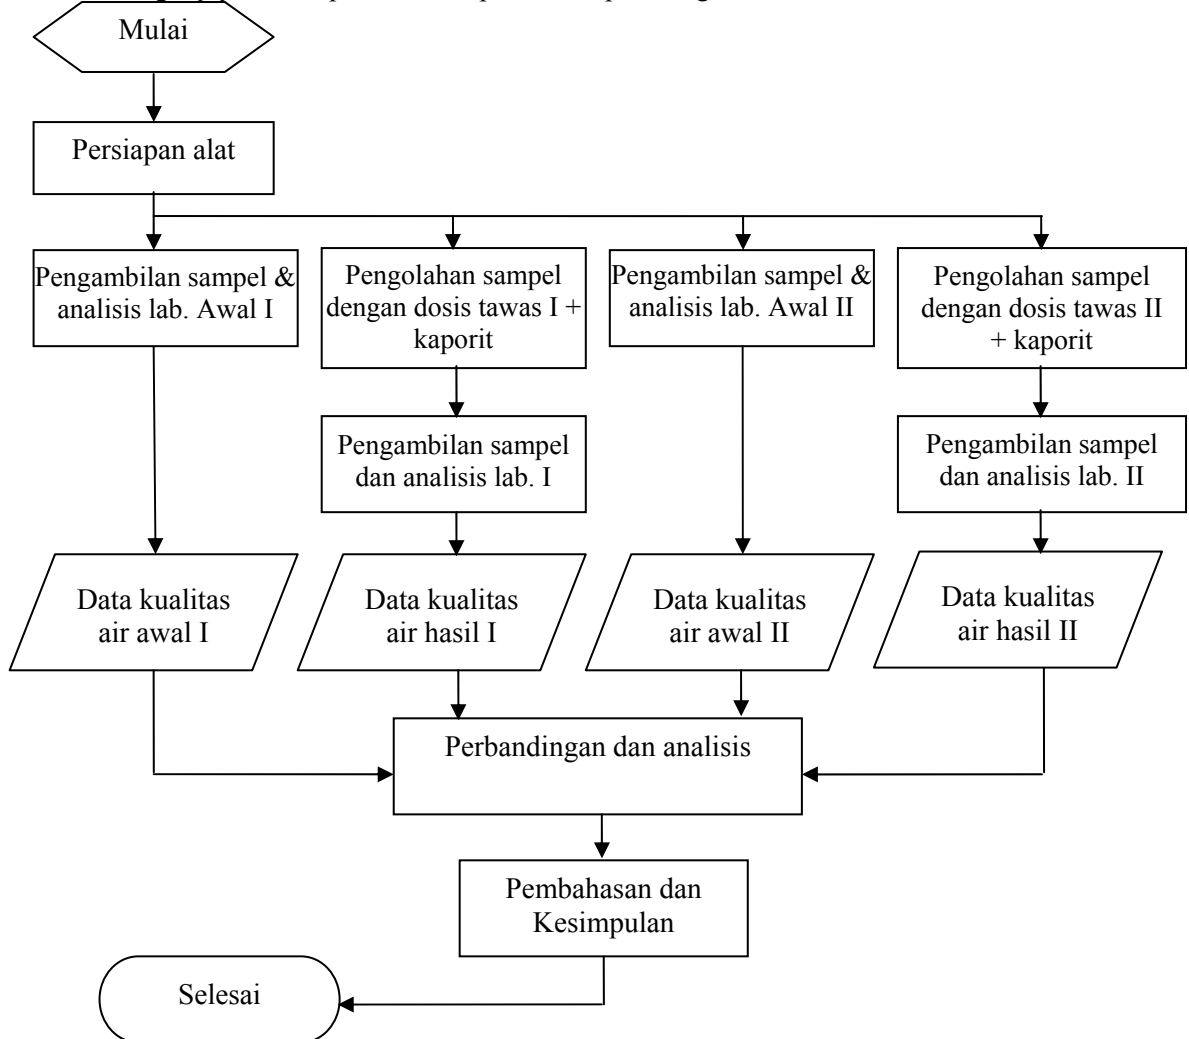 Mulai
Persiapan alat
Pengambilan sampel &
analisis lab. Awal I
Pengolahan sampel
dengan dosis tawas I +
kaporit
Pengambilan sampel &
analisis lab. Awal II
Pengolahan sampel
dengan dosis tawas II
+ kaporit
Pengambilan sampel
dan analisis lab. I
Pengambilan sampel
dan analisis lab. II
Data kualitas
air awal I
Data kualitas
air hasil I
Data kualitas
air awal II
Data kualitas
air hasil II
Perbandingan dan analisis
Pembahasan dan
Kesimpulan
Selesai